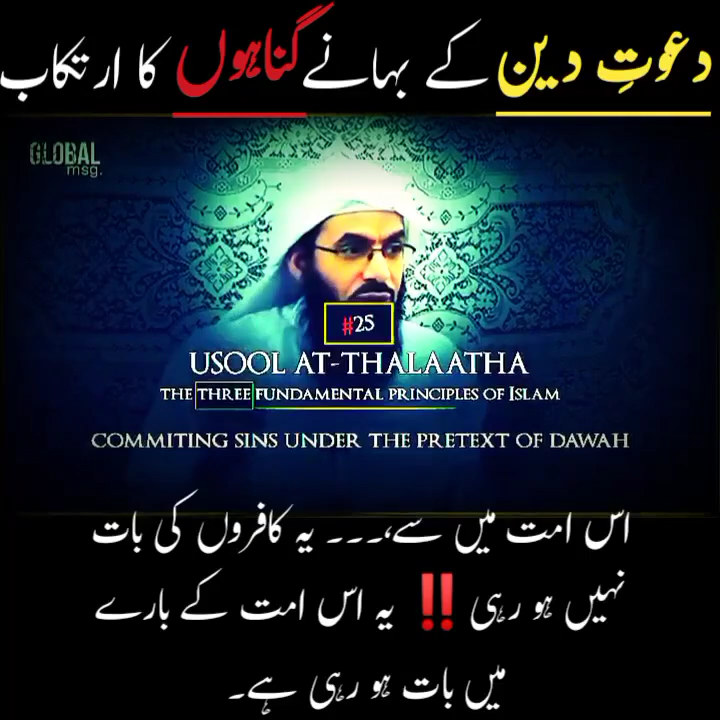 دعوتِ دین کے بہانے گناہوں کا ارتکاب
GLOBAL
msg.
#25
USOOL AT-THALAATHA
THE THREE FUNDAMENTAL PRINCIPLES OF ISLAM
COMMITING SINS UNDER THE PRETEXT OF DAWAH
اس امت میں سے،۔۔۔ یہ کافروں کی بات
نہیں ہو رہی ‼️ یہ اس امت کے بارے
میں بات ہو رہی ہے۔